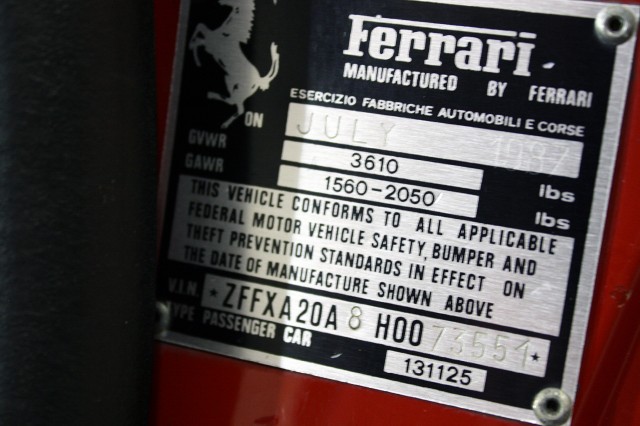 Ferrari
MANUFACTURED BY FERRARI
ESERCIZIO FABBRICHE AUTOMOBILI E CORSE
ON JULY 1987
GVWR 3610 lbs
GAWR 1560-2050 lbs
THIS VEHICLE CONFORMS TO ALL APPLICABLE
FEDERAL MOTOR VEHICLE SAFETY, BUMPER AND
THEFT PREVENTION STANDARDS IN EFFECT ON
THE DATE OF MANUFACTURE SHOWN ABOVE
V.I.N. *ZFFXA20A8H0073551*
TYPE PASSENGER CAR 131125